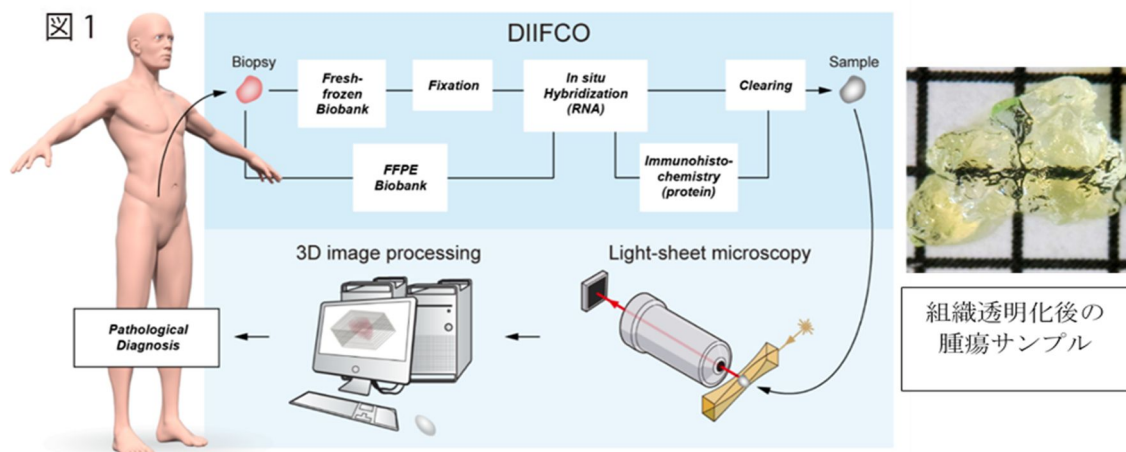 図1
DIIFCO
Biopsy
Fresh-
frozen
Biobank
Fixation
In situ
Hybridization
(RNA)
Clearing
Sample
FFPE
Biobank
Immunohisto-
chemistry
(protein)
3D image processing
Light-sheet microscopy
Pathological
Diagnosis
組織透明化後の
腫瘍サンプル